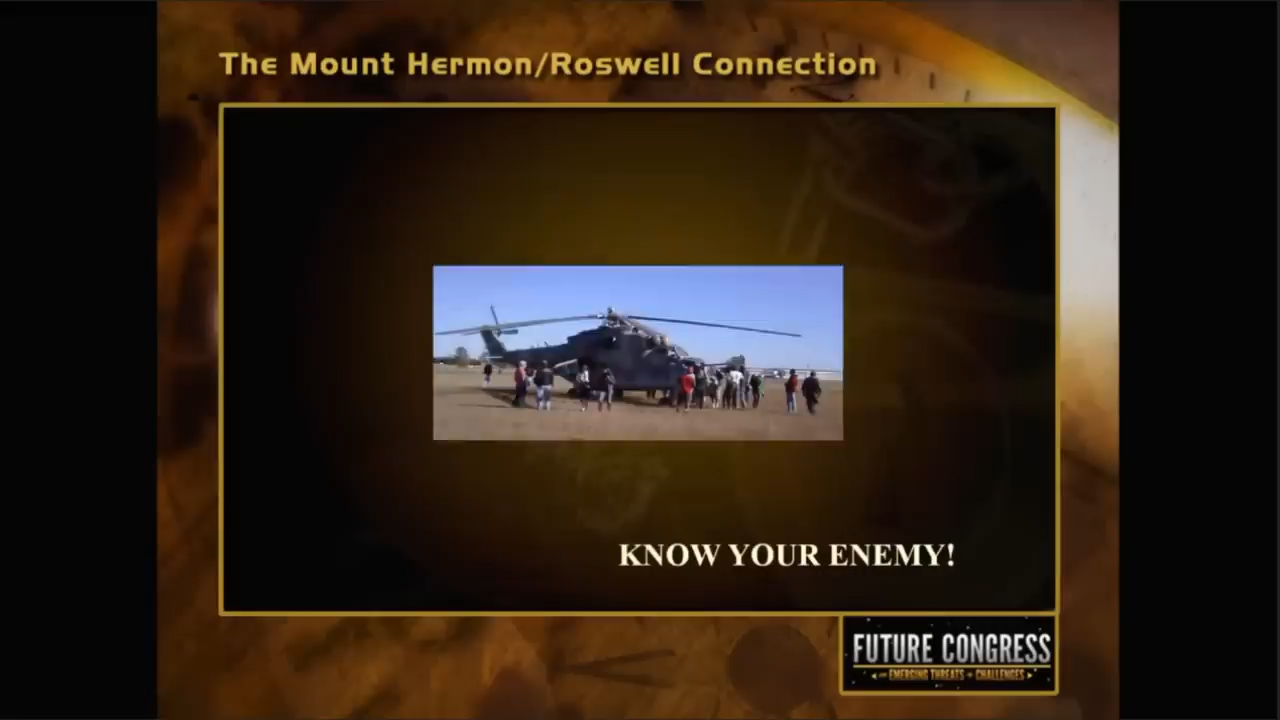 The Mount Hermon/Roswell Connection
KNOW YOUR ENEMY!
FUTURE CONGRESS
EMERGING THREATS + CHALLENGES